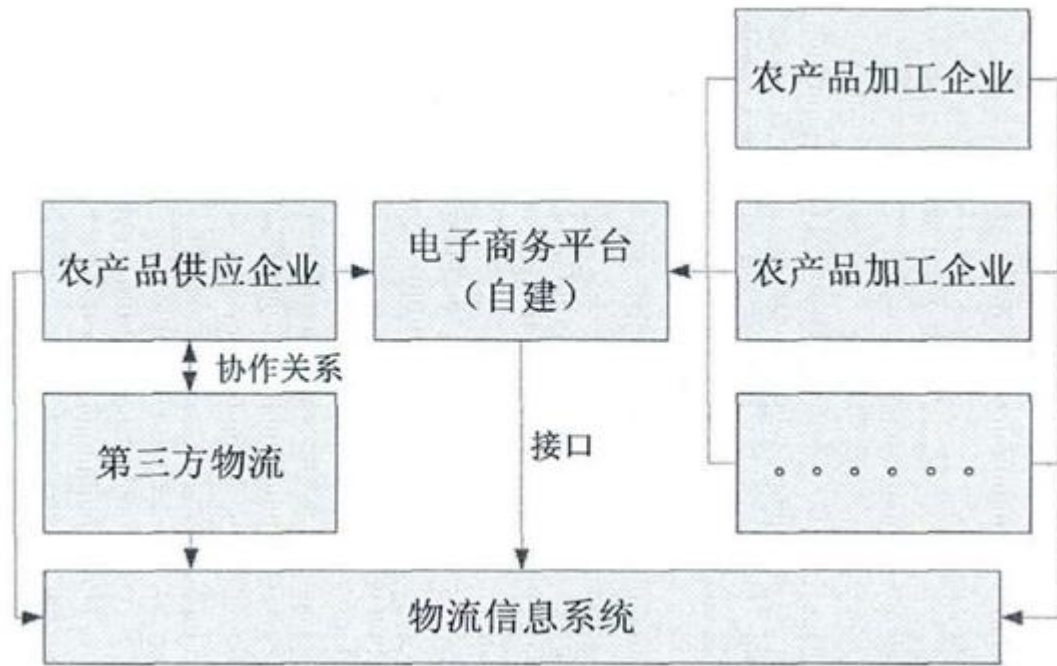 农产品加工企业
农产品供应企业
电子商务平台
（自建）
农产品加工企业
协作关系
第三方物流
接口
。。。。。。
物流信息系统